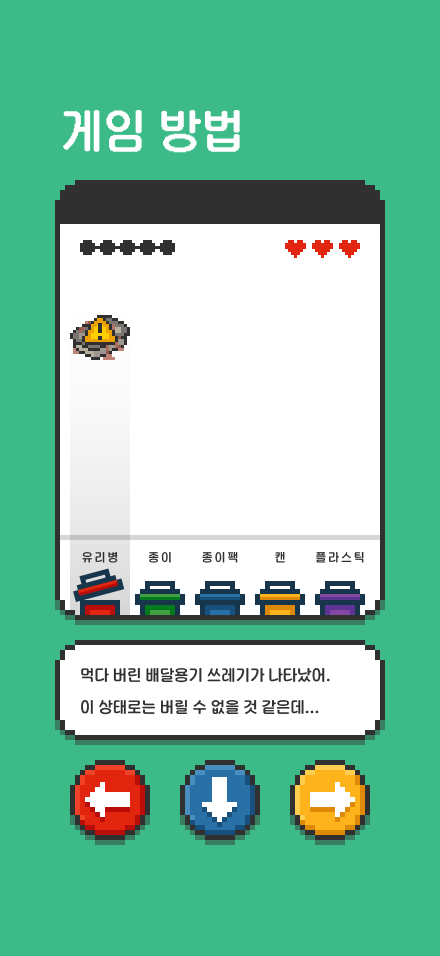 게임 방법
유리병 종이 종이팩 캔 플라스틱
먹다 버린 배달용기 쓰레기가 나타났어.
이 상태로는 버릴 수 없을 것 같은데...